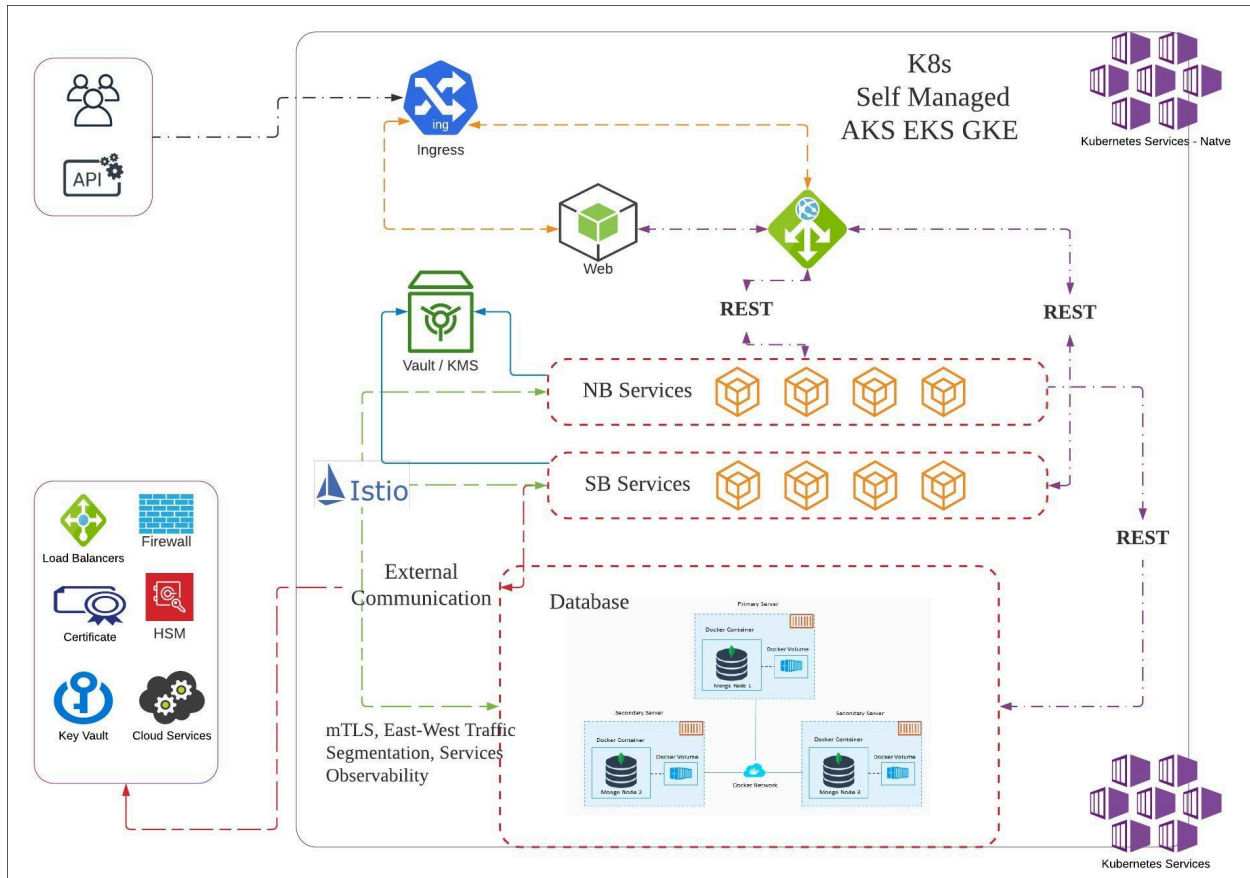 K8s
Self Managed
AKS EKS GKE
Kubernetes Services - Natve
API
ing
Ingress
Web
REST
REST
Vault / KMS
NB Services
Istio
SB Services
REST
Load Balancers
Firewall
Certificate
HSM
Key Vault
Cloud Services
External
Communication
Database
Primary Server
Docker Container
Docker Volume
Mongo Node 1
Secondary Server
Docker Container
Docker Volume
Mongo Node 2
Docker Network
Secondary Server
Docker Container
Docker Volume
Mongo Node 3
mTLS, East-West Traffic
Segmentation, Services
Observability
Kubernetes Services